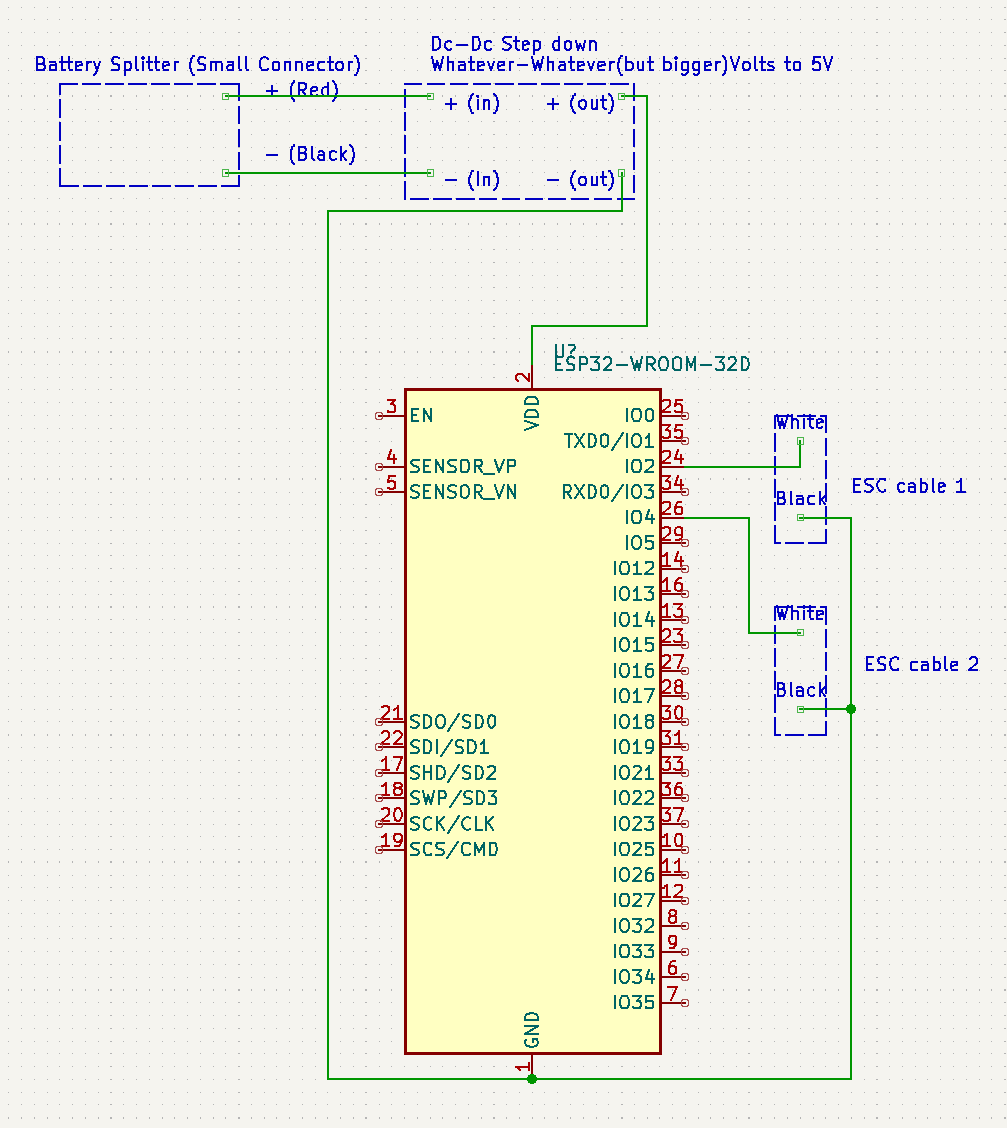 Dc-Dc Step down
Battery Splitter (Small Connector)
Whatever-Whatever(but bigger)Volts to 5V
+ (Red)
+ (in)
+ (out)
- (Black)
- (In)
- (out)
U?
ESP32-WROOM-32D
2
VDD
3 EN
IO0 25
White
TXD0/IO1 35
4 SENSOR_VP
IO2 24
5 SENSOR_VN
RXD0/IO3 34
ESC cable 1
Black
IO4 26
IO5 29
IO12 14
IO13 16
IO14 13
White
IO15 23
IO16 27
ESC cable 2
IO17 28
Black
21 SDO/SD0
IO18 30
22 SDI/SD1
IO19 31
17 SHD/SD2
IO21 33
18 SWP/SD3
IO22 36
20 SCK/CLK
IO23 37
19 SCS/CMD
IO25 10
IO26 11
IO27 12
IO32 8
IO33 9
IO34 6
IO35 7
GND
1